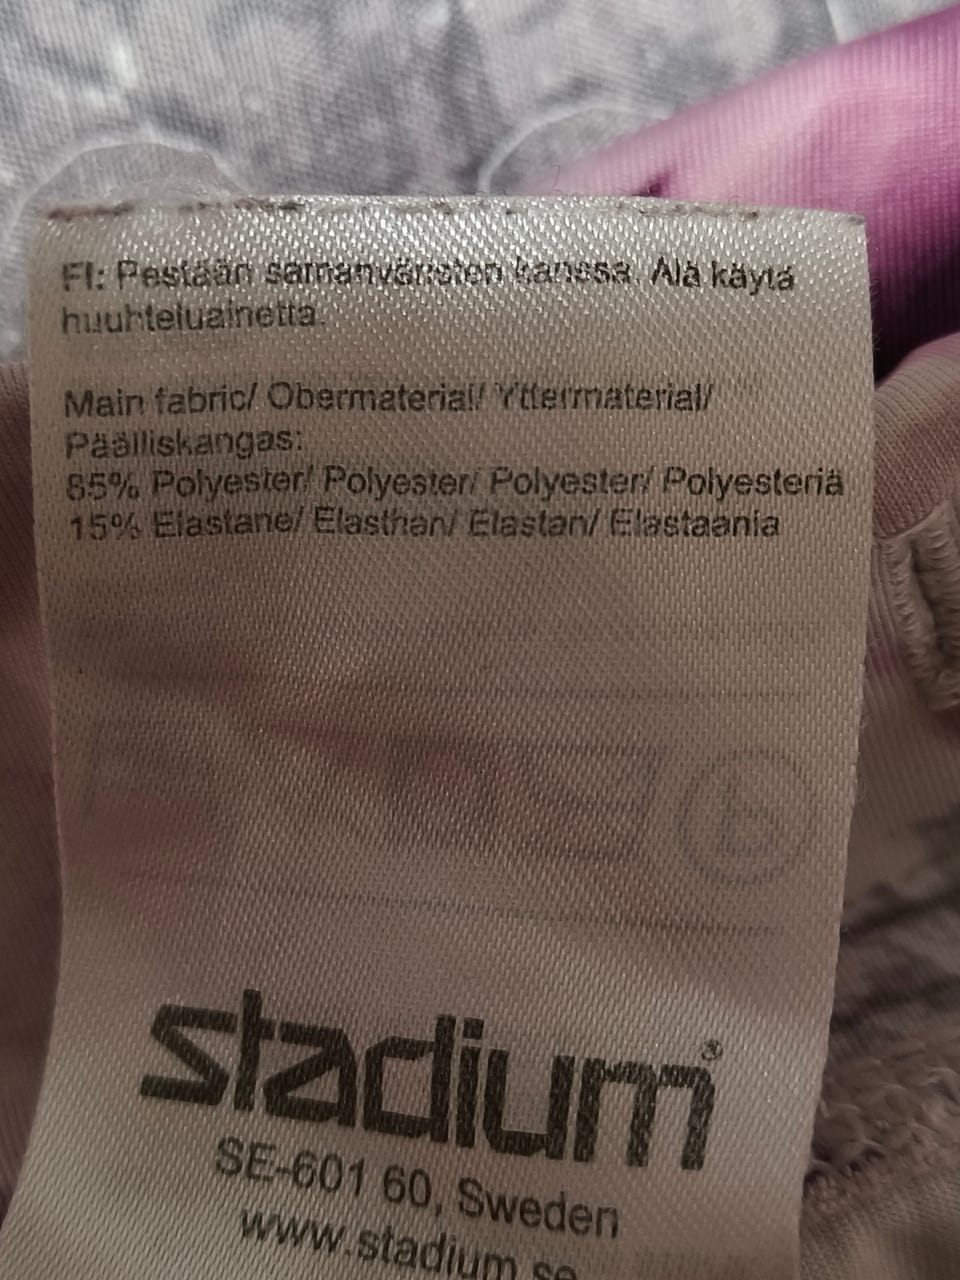 FI: Pestään samanväristen kanssa. Älä käytä
huuhteluainetta.
Main fabric/ Obermaterial/ Yttermaterial/
Päälliskangas:
85% Polyester/ Polyester/ Polyester/ Polyesteriä
15% Elastane/ Elasthan/ Elastan/ Elastaania
stadium®
SE-601 60, Sweden
www.stadium.se